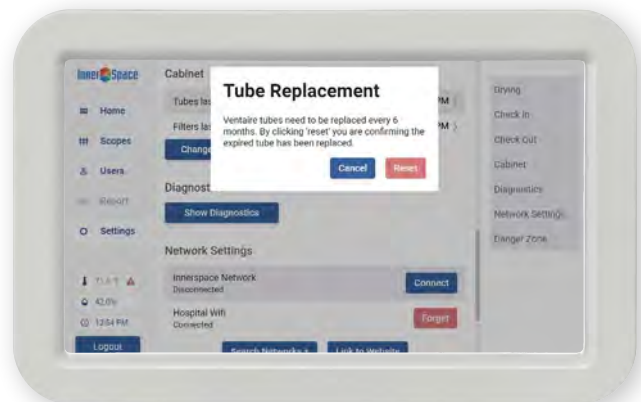 InnerSpace
Home
Scopes
Users
Report
Settings
42.0%
12:54 PM
Logout
Cabinet
Tubes las
PM
Filters las
PM
Change
Diagnost
Show Diagnostics
Network Settings
Innerspace Network
Disconnected
Connect
Hospital Wifi
Connected
Forget
Search Networks
Link to Website
Tube Replacement
Ventaire tubes need to be replaced every 6
months. By clicking 'reset' you are confirming the
expired tube has been replaced.
Cancel
Reset
Drying
Check In
Check Out
Cabinet
Diagnostics
Network Settings
Danger Zone